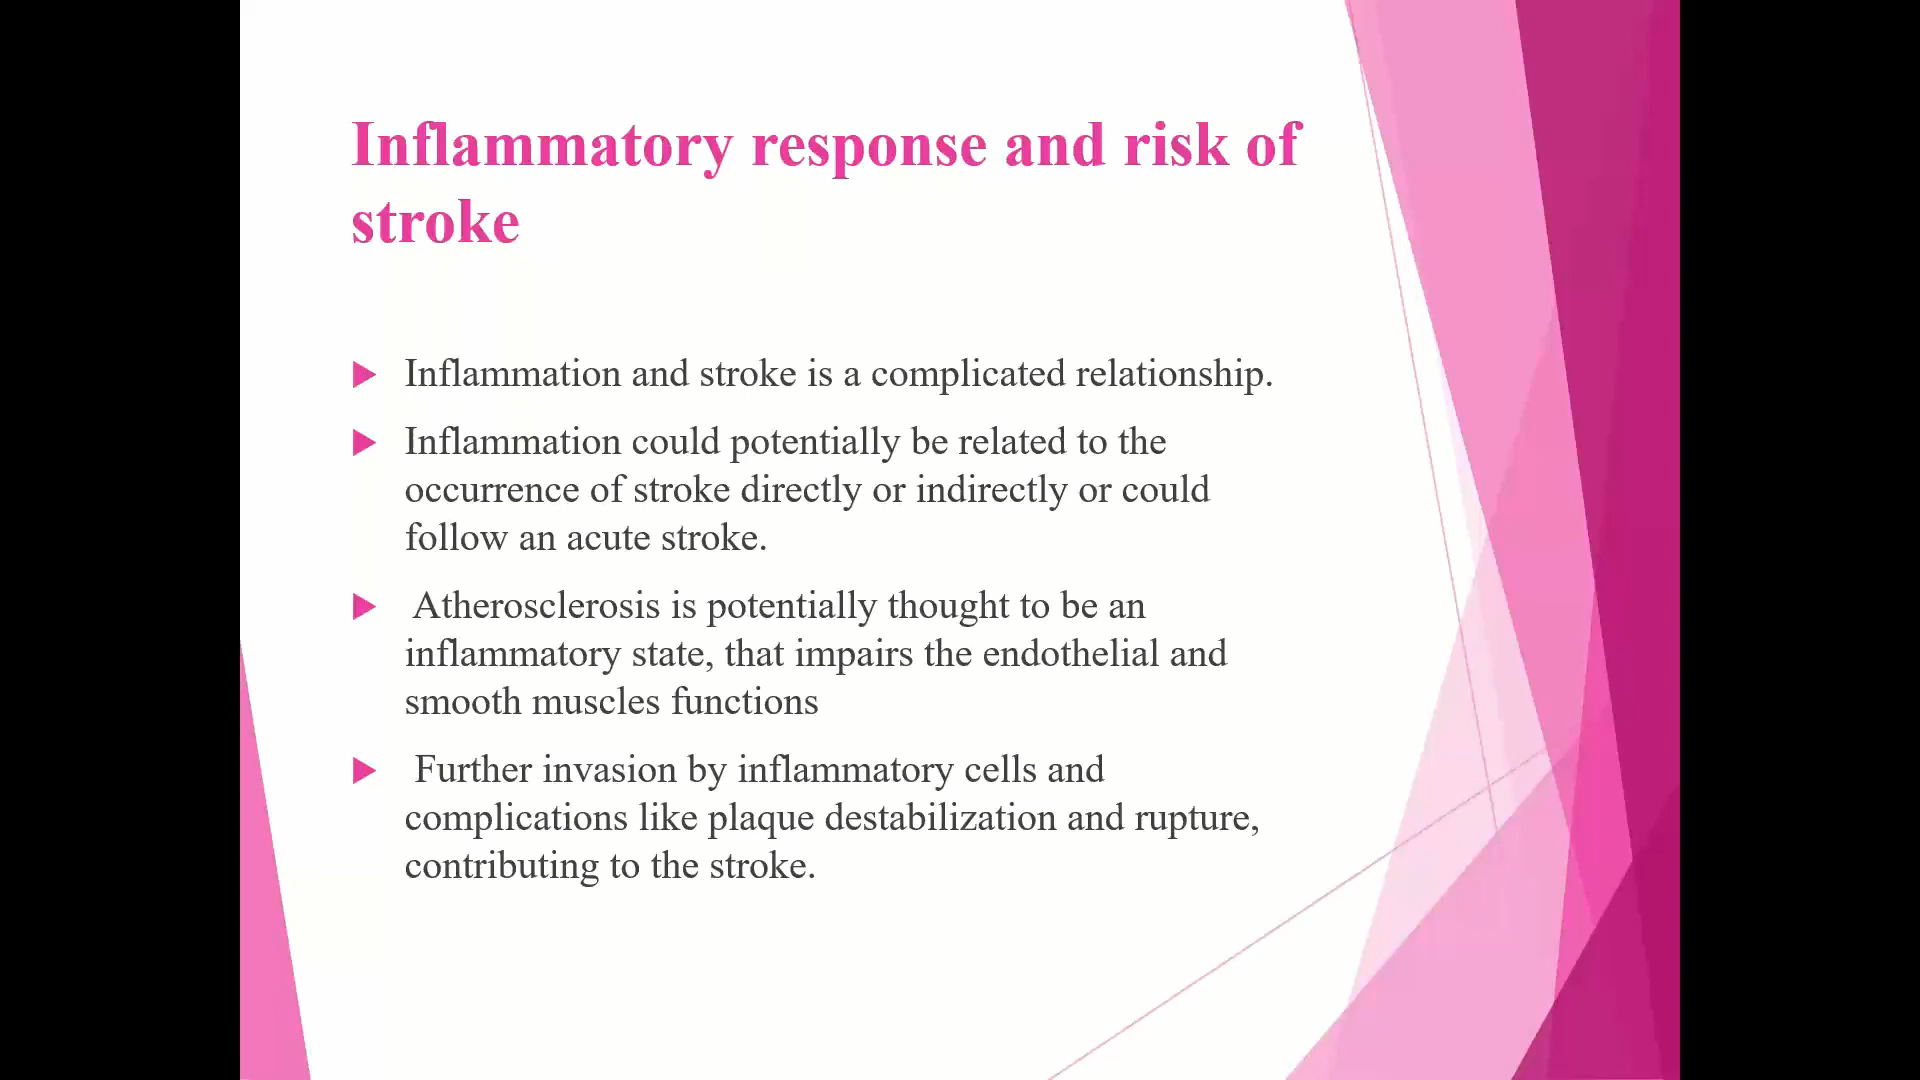 Inflammatory response and risk of
stroke
Inflammation and stroke is a complicated relationship.
Inflammation could potentially be related to the
occurrence of stroke directly or indirectly or could
follow an acute stroke.
Atherosclerosis is potentially thought to be an
inflammatory state, that impairs the endothelial and
smooth muscles functions
Further invasion by inflammatory cells and
complications like plaque destabilization and rupture,
contributing to the stroke.